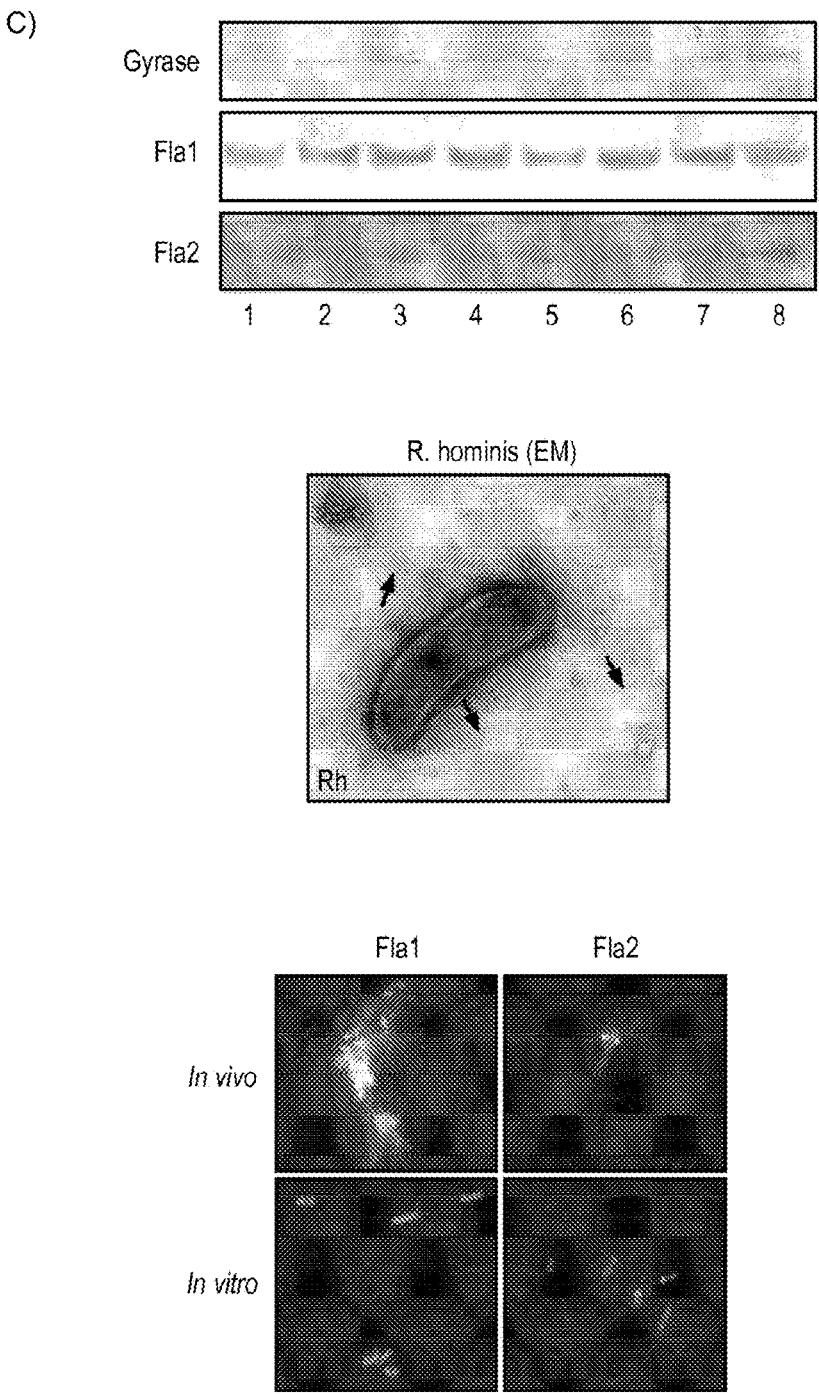 C)
Gyrase
Fla1
Fla2
1 2 3 4 5 6 7 8
R. hominis (EM)
Rh
Fla1 Fla2
In vivo
In vitro